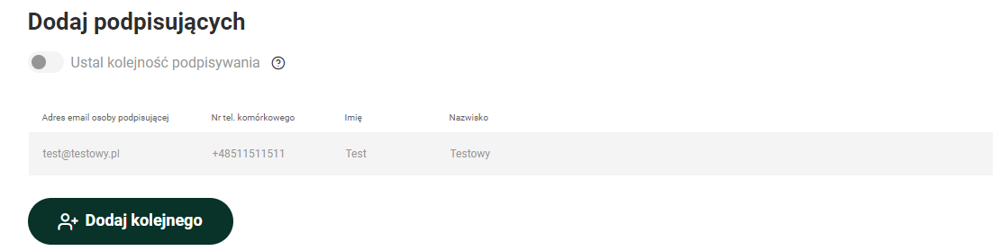 Dodaj podpisujących
Ustal kolejność podpisywania ?
Adres email osoby podpisującej Nr tel. komórkowego Imię Nazwisko
test@testowy.pl +48511511511 Test Testowy
Dodaj kolejnego